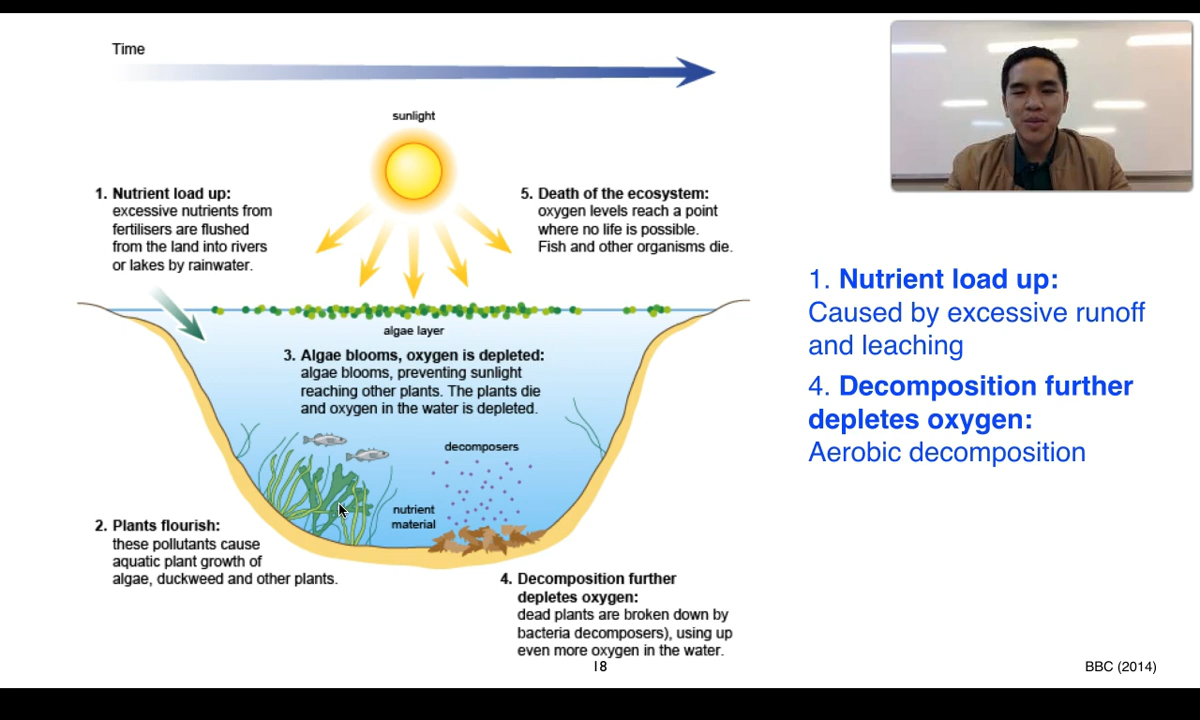 Time
sunlight
1. Nutrient load up:
excessive nutrients from
fertilisers are flushed
from the land into rivers
or lakes by rainwater.
5. Death of the ecosystem:
oxygen levels reach a point
where no life is possible.
Fish and other organisms die.
algae layer
3. Algae blooms, oxygen is depleted:
algae blooms, preventing sunlight
reaching other plants. The plants die
and oxygen in the water is depleted.
decomposers
nutrient
material
2. Plants flourish:
these pollutants cause
aquatic plant growth of
algae, duckweed and other plants.
4. Decomposition further
depletes oxygen:
dead plants are broken down by
bacteria decomposers), using up
even more oxygen in the water.
1. Nutrient load up:
Caused by excessive runoff
and leaching
4. Decomposition further
depletes oxygen:
Aerobic decomposition
18
BBC (2014)